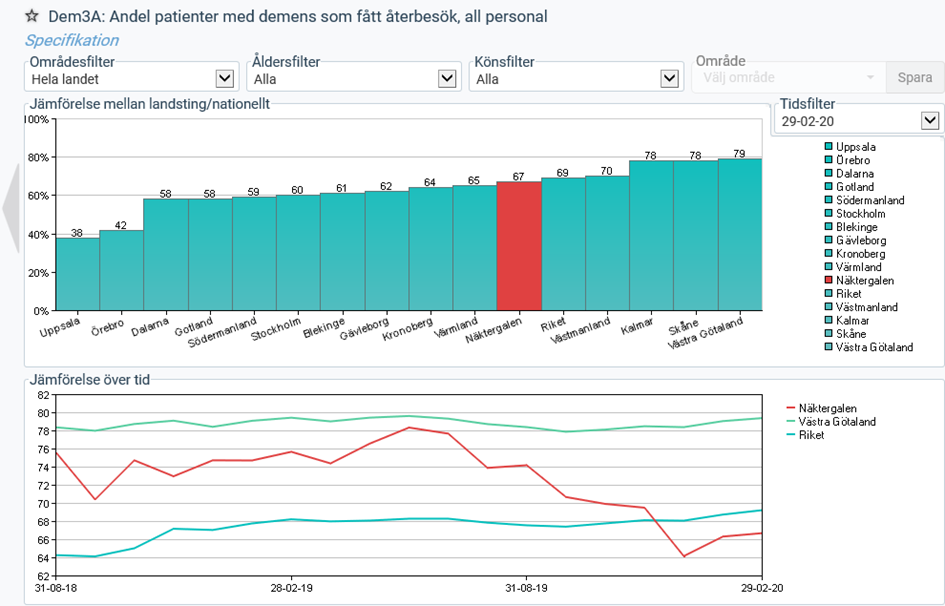 Dem3A: Andel patienter med demens som fått återbesök, all personal
Specifikation
Områdesfilter
Hela landet
Åldersfilter
Alla
Könsfilter
Alla
Område
Välj område
Spara
Jämförelse mellan landsting/nationellt
Tidsfilter
29-02-20
100%
80%
60%
40%
20%
0%
38
42
58
58
59
60
61
62
64
65
67
69
70
78
78
79
Uppsala
Örebro
Dalarna
Gotland
Södermanland
Stockholm
Blekinge
Gävleborg
Kronoberg
Värmland
Näktergalen
Riket
Västmanland
Kalmar
Skåne
Västra Götaland
Uppsala
Örebro
Dalarna
Gotland
Södermanland
Stockholm
Blekinge
Gävleborg
Kronoberg
Värmland
Näktergalen
Riket
Västmanland
Kalmar
Skåne
Västra Götaland
Jämförelse över tid
82
80
78
76
74
72
70
68
66
64
62
31-08-18
28-02-19
31-08-19
29-02-20
Näktergalen
Västra Götaland
Riket